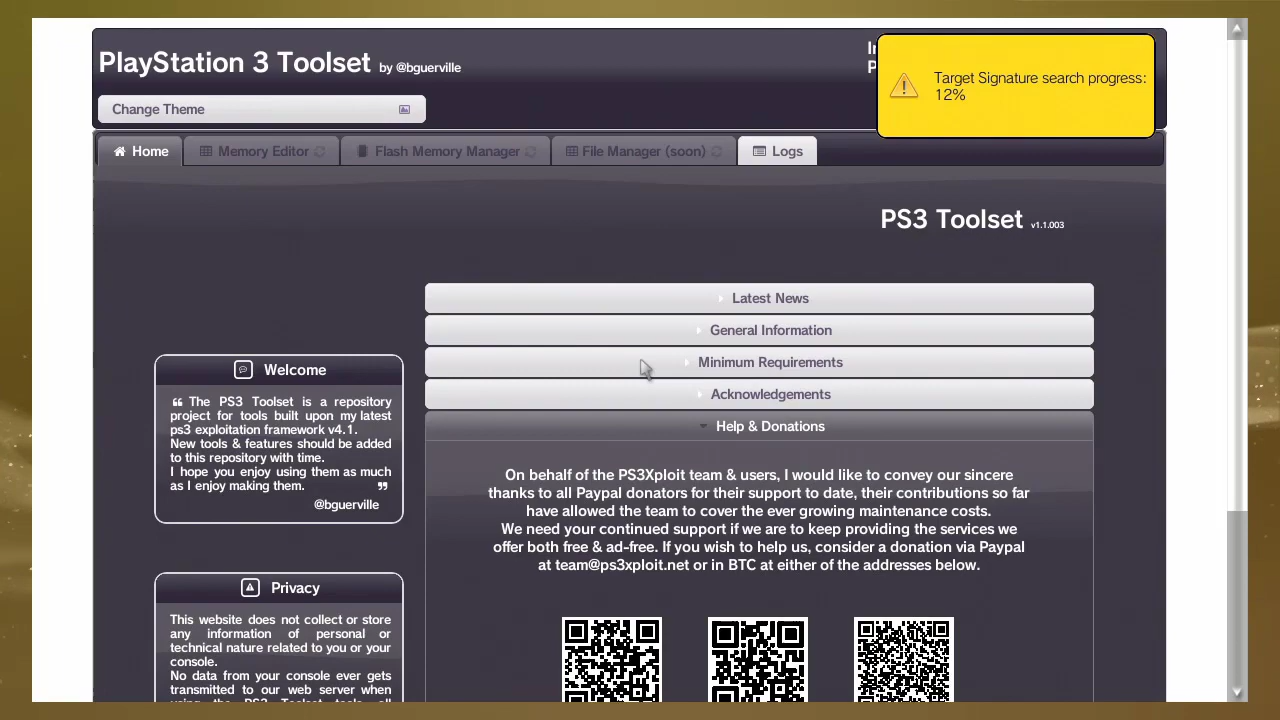 PlayStation 3 Toolset by @bguerville
Target Signature search progress:
12%
Change Theme
Home
Memory Editor
Flash Memory Manager
File Manager (soon)
Logs
PS3 Toolset v1.1.003
Latest News
General Information
Minimum Requirements
Acknowledgements
Help & Donations
Welcome
❝ The PS3 Toolset is a repository
project for tools built upon my latest
ps3 exploitation framework v4.1.
New tools & features should be added
to this repository with time.
I hope you enjoy using them as much
as I enjoy making them. ❞
@bguerville
On behalf of the PS3Xploit team & users, I would like to convey our sincere
thanks to all Paypal donators for their support to date, their contributions so far
have allowed the team to cover the ever growing maintenance costs.
We need your continued support if we are to keep providing the services we
offer both free & ad-free. If you wish to help us, consider a donation via Paypal
at team@ps3xploit.net or in BTC at either of the addresses below.
Privacy
This website does not collect or store
any information of personal or
technical nature related to you or your
console.
No data from your console ever gets
transmitted to our web server when
using the PS3 Toolset tools, all